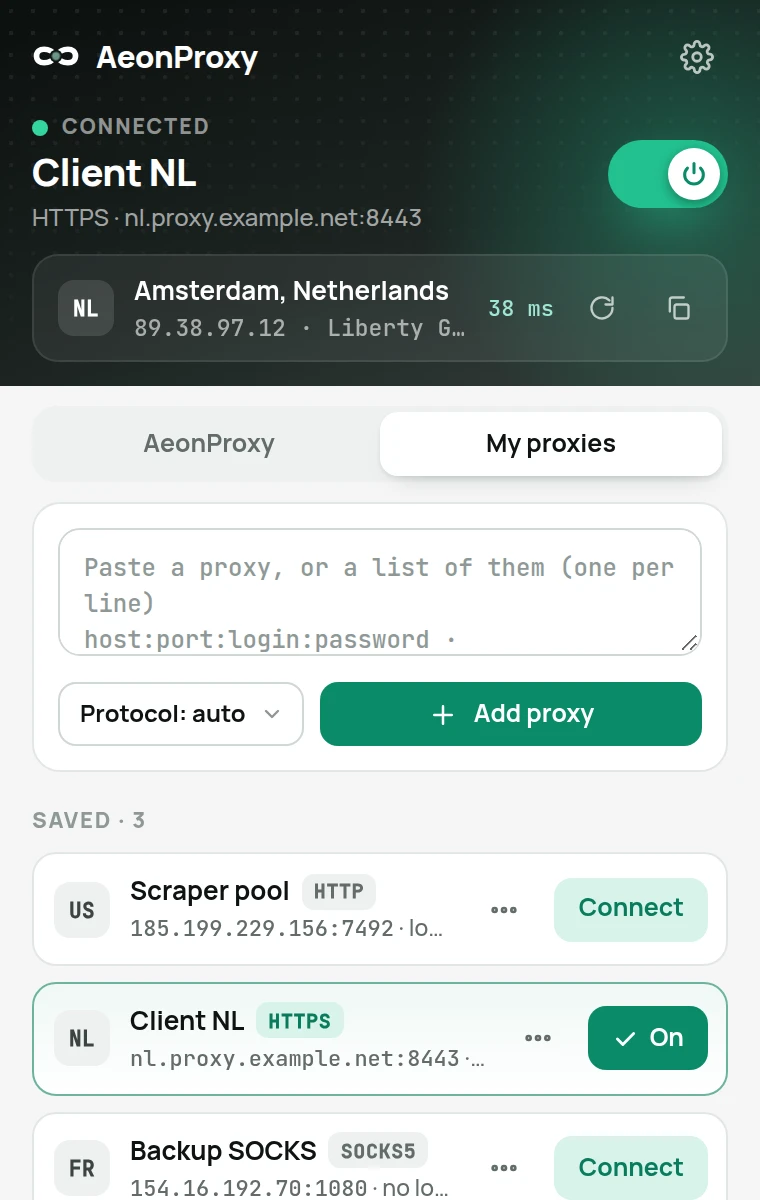 AeonProxy
CONNECTED
Client NL
HTTPS · nl.proxy.example.net:8443
NL
Amsterdam, Netherlands
89.38.97.12 · Liberty G…
38 ms
AeonProxy
My proxies
Paste a proxy, or a list of them (one per
line)
host:port:login:password ·
Protocol: auto
Add proxy
SAVED · 3
US
Scraper pool
HTTP
185.199.229.156:7492 · lo…
Connect
NL
Client NL
HTTPS
nl.proxy.example.net:8443 ·…
On
FR
Backup SOCKS
SOCKS5
154.16.192.70:1080 · no lo…
Connect